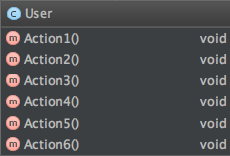 C User
m Action1() void
m Action2() void
m Action3() void
m Action4() void
m Action5() void
m Action6() void